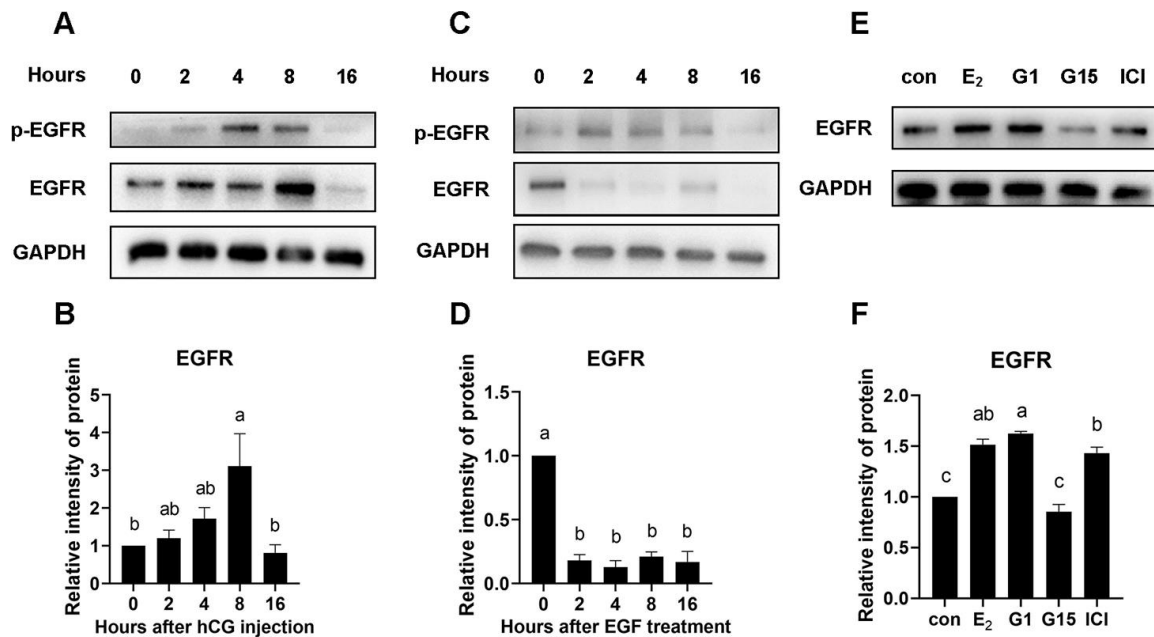 A
Hours 0 2 4 8 16
p-EGFR
EGFR
GAPDH
B
EGFR
Relative intensity of protein
5
4
3
2
1
0
b ab ab a b
0 2 4 8 16
Hours after hCG injection
C
Hours 0 2 4 8 16
p-EGFR
EGFR
GAPDH
D
EGFR
Relative intensity of protein
1.5
1.0
0.5
0.0
a b b b b
0 2 4 8 16
Hours after EGF treatment
E
con E₂ G1 G15 ICI
EGFR
GAPDH
F
EGFR
Relative intensity of protein
2.0
1.5
1.0
1.5
0.0
c ab a c b
con E₂ G1 G15 ICI